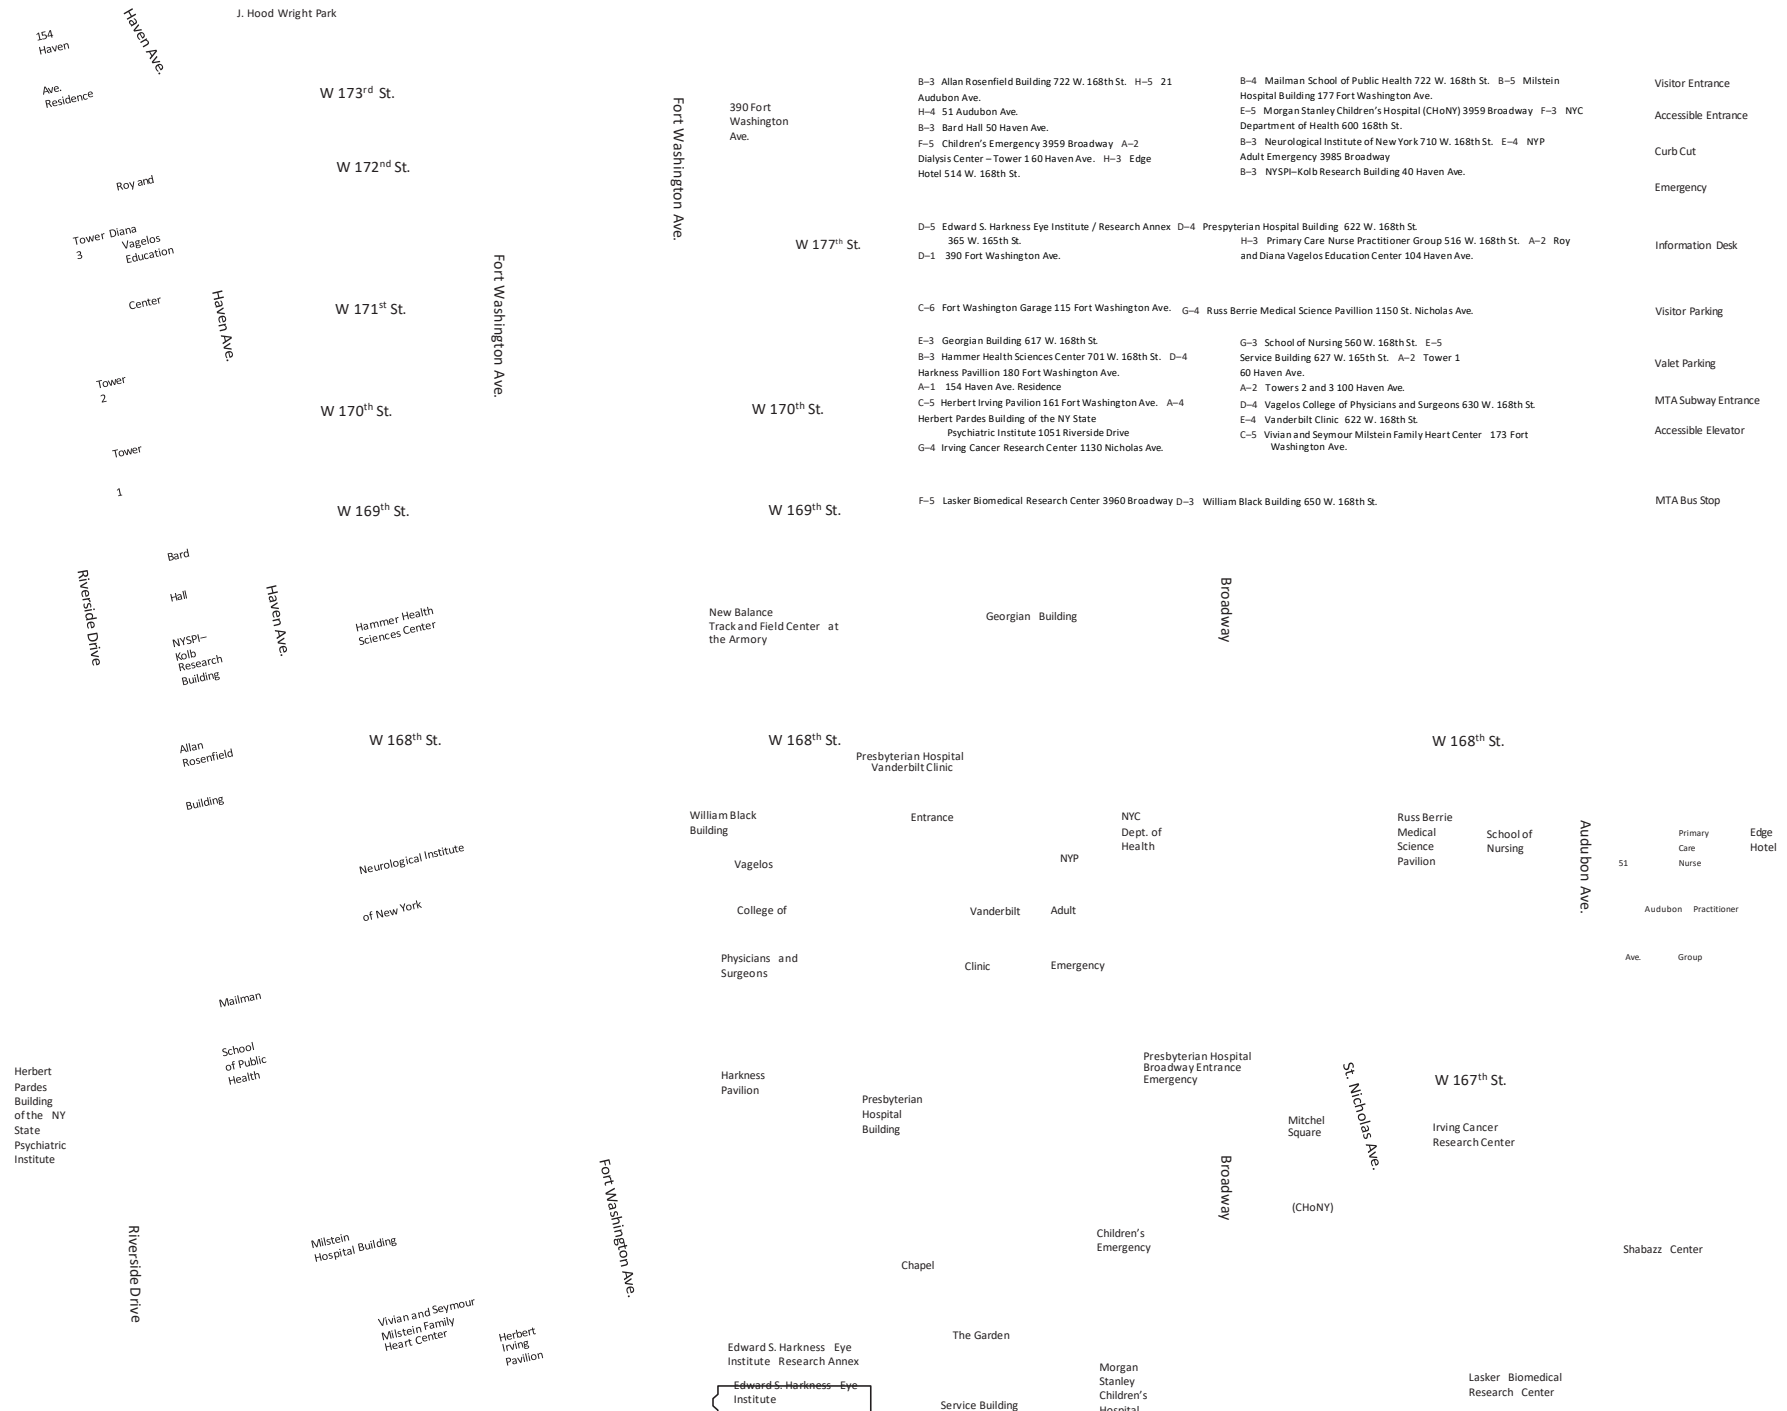 J. Hood Wright Park
Haven Ave.
154
Haven
Ave.
Residence
W 173rd St.
Fort Washington Ave.
390 Fort
Washington
Ave.
W 172nd St.
Roy and
Tower Diana
3 Vagelos
Education
Center
W 177th St.
Fort Washington Ave.
Haven Ave.
W 171st St.
Tower
2
W 170th St.
W 170th St.
Tower
1
W 169th St.
W 169th St.
B–3 Allan Rosenfield Building 722 W. 168th St. H–5 21
Audubon Ave.
H–4 51 Audubon Ave.
B–3 Bard Hall 50 Haven Ave.
F–5 Children's Emergency 3959 Broadway A–2
Dialysis Center – Tower 1 60 Haven Ave. H–3 Edge
Hotel 514 W. 168th St.
D–5 Edward S. Harkness Eye Institute / Research Annex D–4 Prespyterian Hospital Building 622 W. 168th St.
365 W. 165th St.
D–1 390 Fort Washington Ave.
C–6 Fort Washington Garage 115 Fort Washington Ave. G–4 Russ Berrie Medical Science Pavillion 1150 St. Nicholas Ave.
E–3 Georgian Building 617 W. 168th St.
B–3 Hammer Health Sciences Center 701 W. 168th St. D–4
Harkness Pavillion 180 Fort Washington Ave.
A–1 154 Haven Ave. Residence
C–5 Herbert Irving Pavilion 161 Fort Washington Ave. A–4
Herbert Pardes Building of the NY State
Psychiatric Institute 1051 Riverside Drive
G–4 Irving Cancer Research Center 1130 Nicholas Ave.
F–5 Lasker Biomedical Research Center 3960 Broadway D–3 William Black Building 650 W. 168th St.
B–4 Mailman School of Public Health 722 W. 168th St. B–5 Milstein
Hospital Building 177 Fort Washington Ave.
E–5 Morgan Stanley Children's Hospital (CHoNY) 3959 Broadway F–3 NYC
Department of Health 600 168th St.
B–3 Neurological Institute of New York 710 W. 168th St. E–4 NYP
Adult Emergency 3985 Broadway
B–3 NYSPI–Kolb Research Building 40 Haven Ave.
H–3 Primary Care Nurse Practitioner Group 516 W. 168th St. A–2 Roy
and Diana Vagelos Education Center 104 Haven Ave.
G–3 School of Nursing 560 W. 168th St. E–5
Service Building 627 W. 165th St. A–2 Tower 1
60 Haven Ave.
A–2 Towers 2 and 3 100 Haven Ave.
D–4 Vagelos College of Physicians and Surgeons 630 W. 168th St.
E–4 Vanderbilt Clinic 622 W. 168th St.
C–5 Vivian and Seymour Milstein Family Heart Center 173 Fort
Washington Ave.
Visitor Entrance
Accessible Entrance
Curb Cut
Emergency
Information Desk
Visitor Parking
Valet Parking
MTA Subway Entrance
Accessible Elevator
MTA Bus Stop
Bard
Hall
Riverside Drive
NYSPI–
Kolb
Research
Building
Haven Ave.
Hammer Health
Sciences Center
New Balance
Track and Field Center at
the Armory
Georgian Building
Broadway
Allan
Rosenfield
Building
W 168th St.
W 168th St.
W 168th St.
Presbyterian Hospital
Vanderbilt Clinic
Entrance
William Black
Building
Neurological Institute
of New York
Vagelos
College of
Physicians and
Surgeons
Vanderbilt
Clinic
NYP
Adult
Emergency
NYC
Dept. of
Health
Russ Berrie
Medical
Science
Pavilion
School of
Nursing
Audubon Ave.
51
Audubon
Ave.
Primary
Care
Nurse
Practitioner
Group
Edge
Hotel
Mailman
School
of Public
Health
Herbert
Pardes
Building
of the NY
State
Psychiatric
Institute
Harkness
Pavilion
Presbyterian
Hospital
Building
Presbyterian Hospital
Broadway Entrance
Emergency
St. Nicholas Ave.
W 167th St.
Mitchel
Square
Irving Cancer
Research Center
Fort Washington Ave.
Broadway
(CHoNY)
Riverside Drive
Milstein
Hospital Building
Children's
Emergency
Chapel
Shabazz Center
Vivian and Seymour
Milstein Family
Heart Center
Herbert
Irving
Pavilion
The Garden
Edward S. Harkness Eye
Institute Research Annex
Edward S. Harkness Eye
Institute
Morgan
Stanley
Children's
Hospital
Lasker Biomedical
Research Center
Service Building